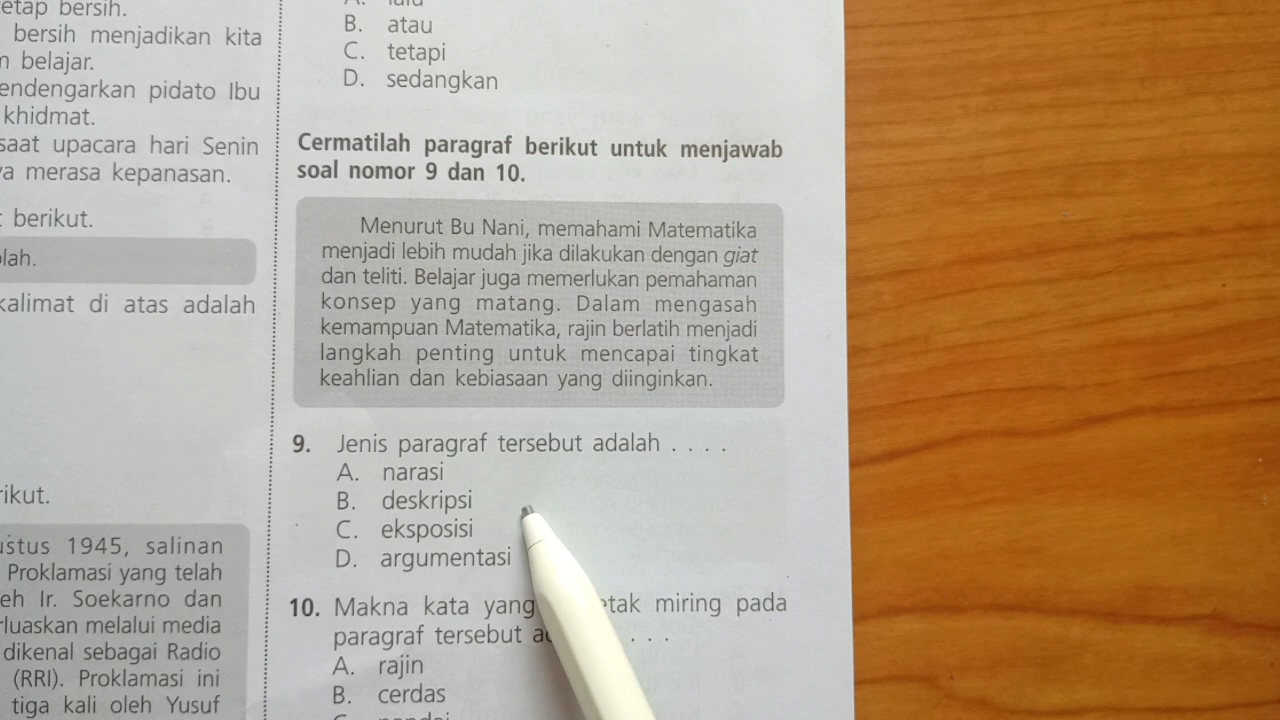 etap bersih.
bersih menjadikan kita
belajar.
endengarkan pidato Ibu
khidmat.
saat upacara hari Senin
merasa kepanasan.
berikut.
lah.
kalimat di atas adalah
ikut.
ustus 1945, salinan
Proklamasi yang telah
eh Ir. Soekarno dan
rluaskan melalui media
dikenal sebagai Radio
(RRI). Proklamasi ini
tiga kali oleh Yusuf
B. atau
C. tetapi
D. sedangkan
Cermatilah paragraf berikut untuk menjawab
soal nomor 9 dan 10.
Menurut Bu Nani, memahami Matematika
menjadi lebih mudah jika dilakukan dengan giat
dan teliti. Belajar juga memerlukan pemahaman
konsep yang matang. Dalam mengasah
kemampuan Matematika, rajin berlatih menjadi
langkah penting untuk mencapai tingkat
keahlian dan kebiasaan yang diinginkan.
9. Jenis paragraf tersebut adalah . . . .
A. narasi
B. deskripsi
C. eksposisi
D. argumentasi
10. Makna kata yang etak miring pada
paragraf tersebut . . .
A. rajin
B. cerdas